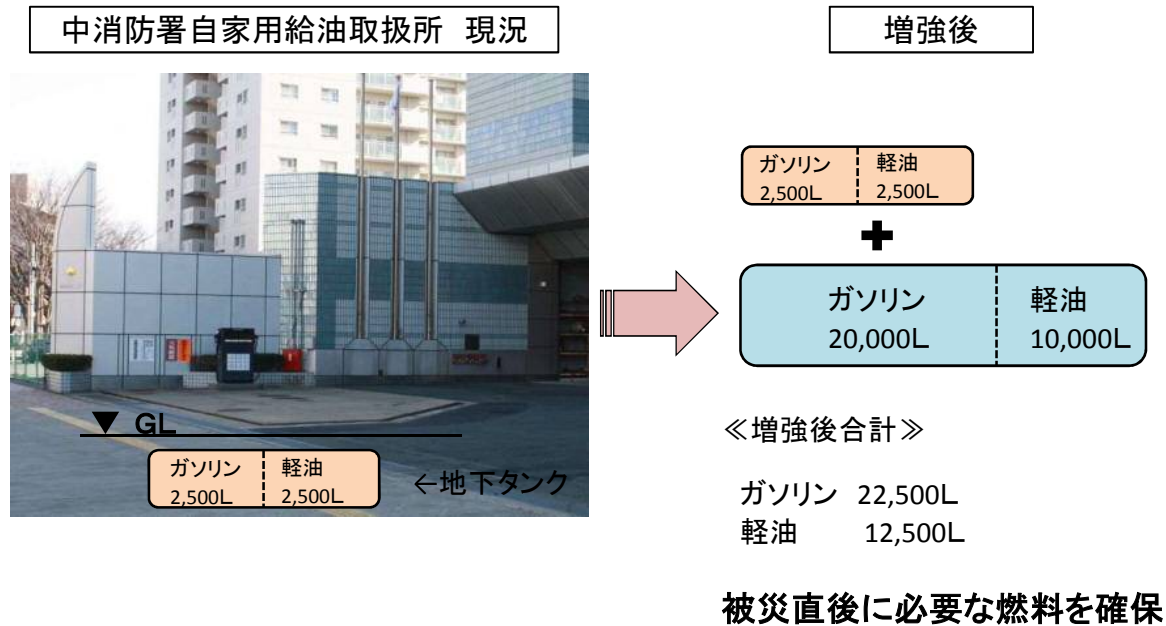 中消防署自家用給油取扱所 現況
増強後
▼ GL
ガソリン 軽油
2,500L 2,500L
←地下タンク
ガソリン 軽油
2,500L 2,500L
+
ガソリン 軽油
20,000L 10,000L
≪増強後合計≫
ガソリン 22,500L
軽油 12,500L
被災直後に必要な燃料を確保